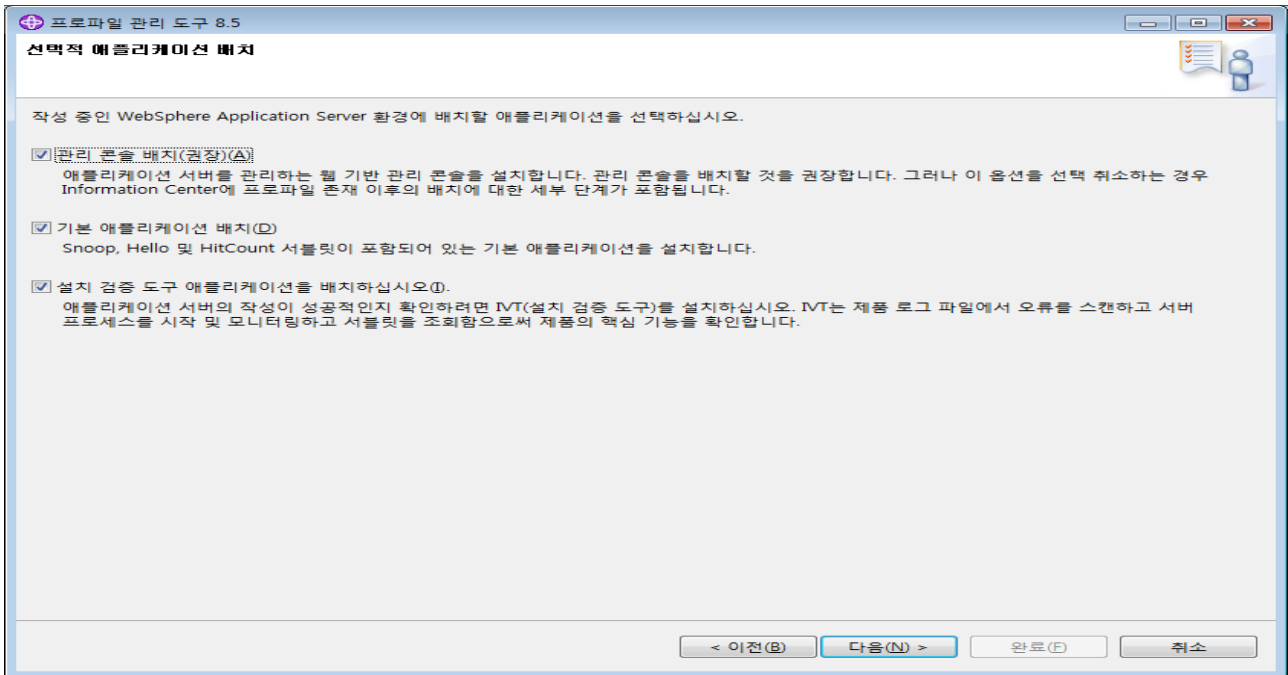 프로파일 관리 도구 8.5
선택적 애플리케이션 배치
작성 중인 WebSphere Application Server 환경에 배치할 애플리케이션을 선택하십시오.
관리 콘솔 배치(권장)(A)
애플리케이션 서버를 관리하는 웹 기반 관리 콘솔을 설치합니다. 관리 콘솔을 배치할 것을 권장합니다. 그러나 이 옵션을 선택 취소하는 경우
Information Center에 프로파일 존재 이후의 배치에 대한 세부 단계가 포함됩니다.
기본 애플리케이션 배치(D)
Snoop, Hello 및 HitCount 서블릿이 포함되어 있는 기본 애플리케이션을 설치합니다.
설치 검증 도구 애플리케이션을 배치하십시오(I).
애플리케이션 서버의 작성이 성공적인지 확인하려면 IVT(설치 검증 도구)를 설치하십시오. IVT는 제품 로그 파일에서 오류를 스캔하고 서버
프로세스를 시작 및 모니터링하고 서블릿을 조회함으로써 제품의 핵심 기능을 확인합니다.
< 이전(B) 다음(N) > 완료(F) 취소